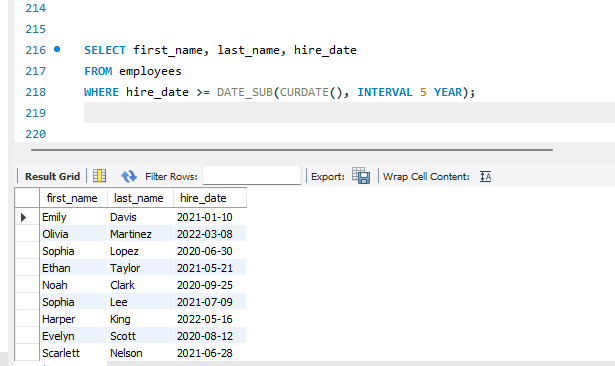 214
215
216 SELECT first_name, last_name, hire_date
217 FROM employees
218 WHERE hire_date >= DATE_SUB(CURDATE(), INTERVAL 5 YEAR);
219
220
Result Grid Filter Rows: Export: Wrap Cell Content:
first_name last_name hire_date
Emily Davis 2021-01-10
Olivia Martinez 2022-03-08
Sophia Lopez 2020-06-30
Ethan Taylor 2021-05-21
Noah Clark 2020-09-25
Sophia Lee 2021-07-09
Harper King 2022-05-16
Evelyn Scott 2020-08-12
Scarlett Nelson 2021-06-28